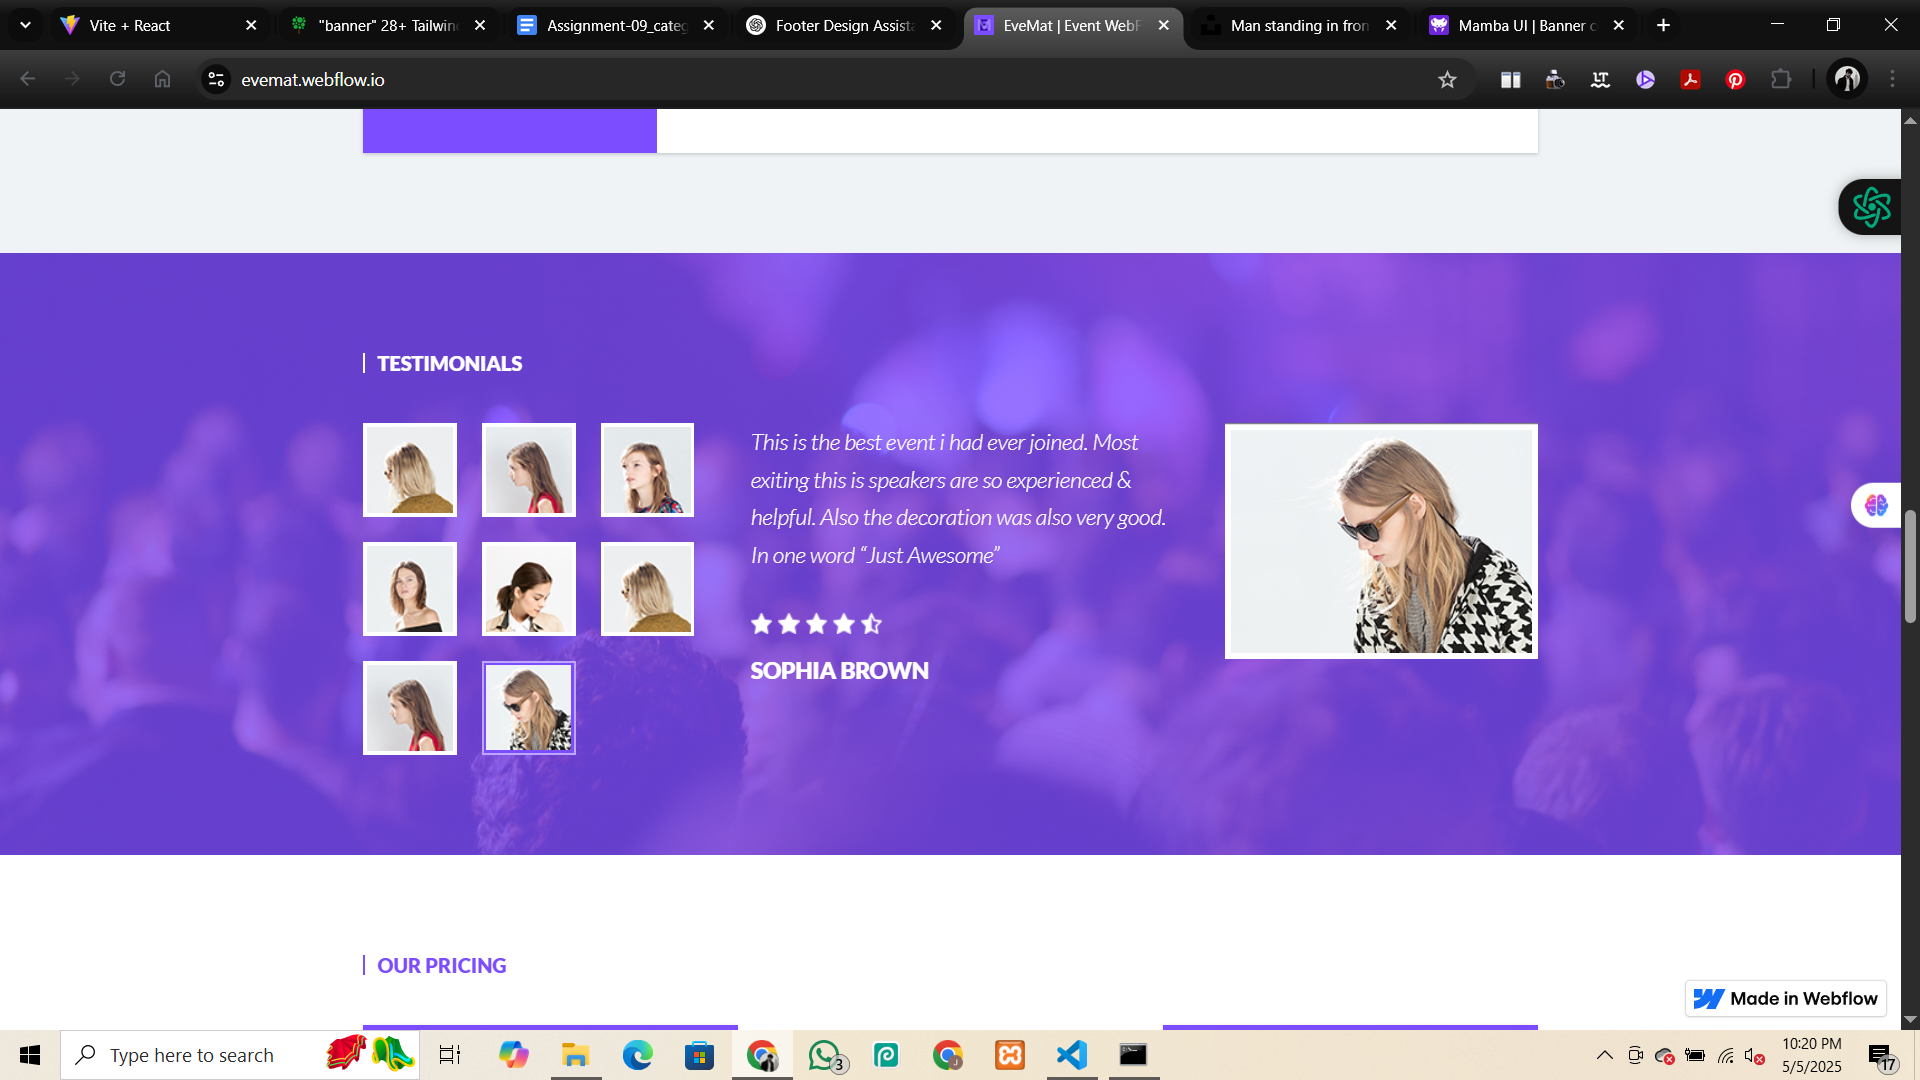 Vite + React
"banner" 28+ Tailwin
Assignment-09_categ
Footer Design Assista
EveMat | Event WebF
Man standing in fron
Mamba UI | Banner c
evemat.webflow.io
TESTIMONIALS
This is the best event i had ever joined. Most
exiting this is speakers are so experienced &
helpful. Also the decoration was also very good.
In one word “Just Awesome”
SOPHIA BROWN
OUR PRICING
Made in Webflow
Type here to search
3
10:20 PM
5/5/2025
17